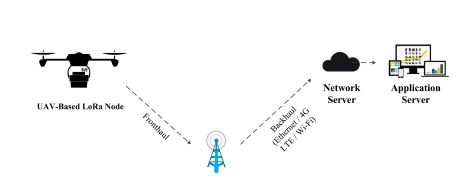 UAV-Based LoRa Node
Fronthaul
Backhaul
(Ethernet / 4G
LTE / Wi-Fi)
Network
Server
Application
Server